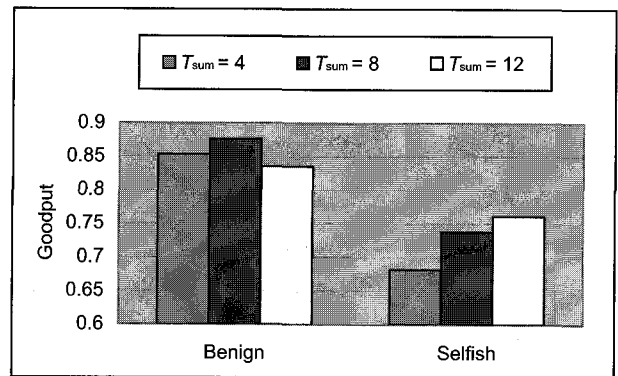 T_sum = 4 T_sum = 8 T_sum = 12
0.9
0.85
0.8
0.75
0.7
0.65
0.6
Goodput
Benign Selfish